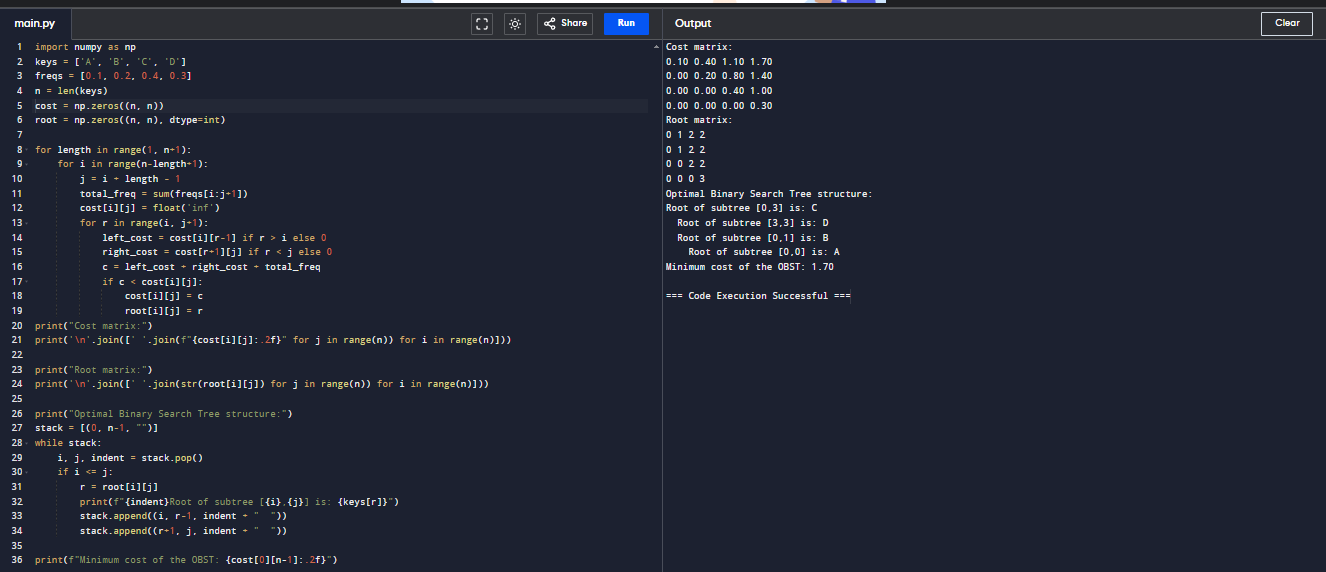 main.py
Share
Run
Output
Clear
1 import numpy as np
2 keys = ['A', 'B', 'C', 'D']
3 freqs = [0.1, 0.2, 0.4, 0.3]
4 n = len(keys)
5 cost = np.zeros((n, n))
6 root = np.zeros((n, n), dtype=int)
7
8 for length in range(1, n+1):
9     for i in range(n-length+1):
10         j = i + length - 1
11         total_freq = sum(freqs[i:j+1])
12         cost[i][j] = float('inf')
13         for r in range(i, j+1):
14             left_cost = cost[i][r-1] if r > i else 0
15             right_cost = cost[r+1][j] if r < j else 0
16             c = left_cost + right_cost + total_freq
17             if c < cost[i][j]:
18                 cost[i][j] = c
19                 root[i][j] = r
20 print("Cost matrix:")
21 print('\n'.join([' '.join(f"{cost[i][j]:.2f}" for j in range(n)) for i in range(n)]))
22
23 print("Root matrix:")
24 print('\n'.join([' '.join(str(root[i][j]) for j in range(n)) for i in range(n)]))
25
26 print("Optimal Binary Search Tree structure:")
27 stack = [(0, n-1, "")]
28 while stack:
29     i, j, indent = stack.pop()
30     if i <= j:
31         r = root[i][j]
32         print(f"{indent}Root of subtree [{i},{j}] is: {keys[r]}")
33         stack.append((i, r-1, indent + "  "))
34         stack.append((r+1, j, indent + "  "))
35
36 print(f"Minimum cost of the OBST: {cost[0][n-1]:.2f}")
Cost matrix:
0.10 0.40 1.10 1.70
0.00 0.20 0.80 1.40
0.00 0.00 0.40 1.00
0.00 0.00 0.00 0.30
Root matrix:
0 1 2 2
0 1 2 2
0 0 2 2
0 0 0 3
Optimal Binary Search Tree structure:
Root of subtree [0,3] is: C
  Root of subtree [3,3] is: D
  Root of subtree [0,1] is: B
    Root of subtree [0,0] is: A
Minimum cost of the OBST: 1.70

=== Code Execution Successful ===